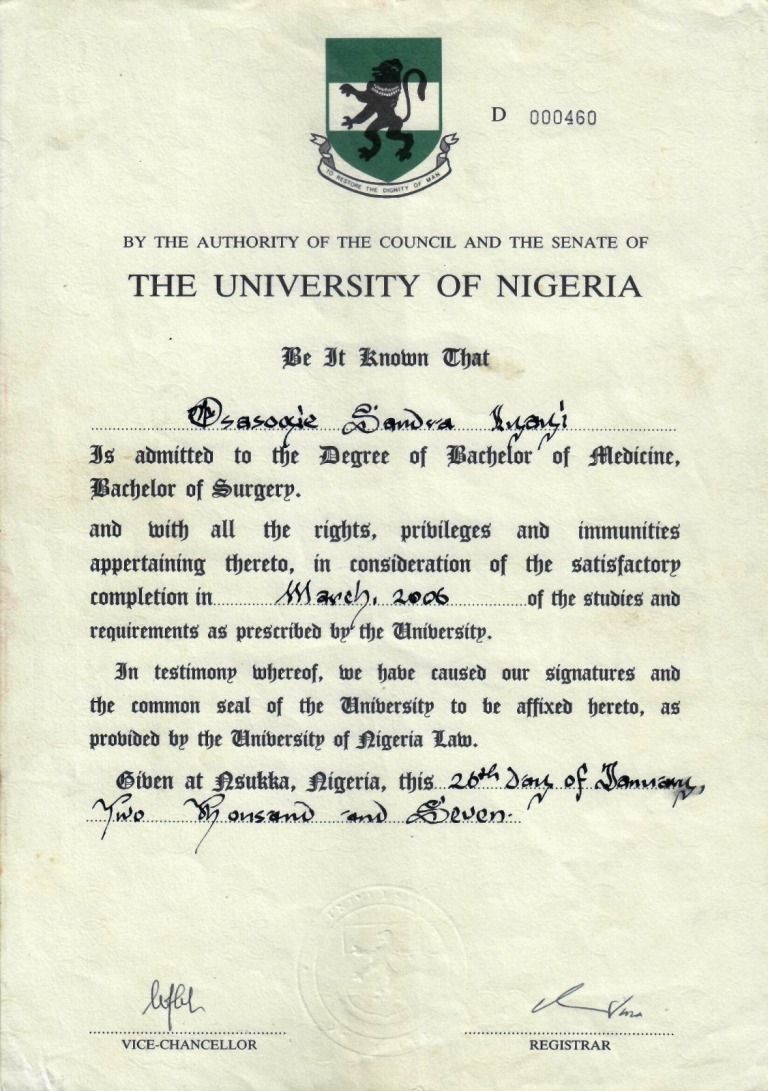 D 000460
TO RESTORE THE DIGNITY OF MAN
BY THE AUTHORITY OF THE COUNCIL AND THE SENATE OF
THE UNIVERSITY OF NIGERIA
Be It Known That
Osasogie Sandra Inyayi
Is admitted to the Degree of Bachelor of Medicine,
Bachelor of Surgery.
and with all the rights, privileges and immunities
appertaining thereto, in consideration of the satisfactory
completion in March, 2006 of the studies and
requirements as prescribed by the University.
In testimony whereof, we have caused our signatures and
the common seal of the University to be affixed hereto, as
provided by the University of Nigeria Law.
Given at Nsukka, Nigeria, this 26th Day of January,
Two Thousand and Seven.
VICE-CHANCELLOR
REGISTRAR